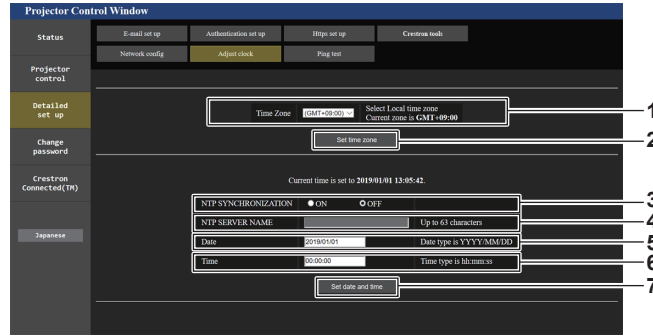 Projector Control Window
Status
E-mail set up
Authentication set up
Https set up
Crestron tools
Network config
Adjust clock
Ping test
Projector
control
Detailed
set up
Change
password
Crestron
Connected(TM)
Japanese
Time Zone
(GMT+09:00)
Select Local time zone
Current zone is GMT+09:00
1
Set time zone
2
Current time is set to 2019/01/01 13:05:42.
NTP SYNCHRONIZATION ON OFF
3
NTP SERVER NAME Up to 63 characters
4
Date 2019/01/01 Date type is YYYY/MM/DD
5
Time 00:00:00 Time type is hh:mm:ss
6
Set date and time
7